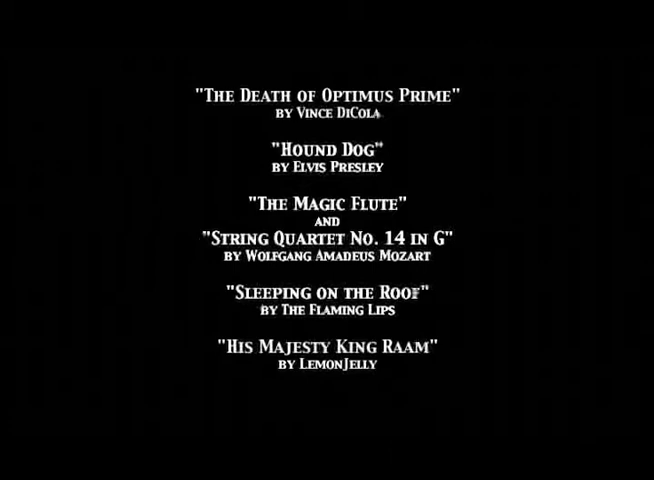 "The Death of Optimus Prime"
by Vince DiCola
"Hound Dog"
by Elvis Presley
"The Magic Flute"
and
"String Quartet No. 14 in G"
by Wolfgang Amadeus Mozart
"Sleeping on the Roof"
by The Flaming Lips
"His Majesty King Raam"
by LemonJelly